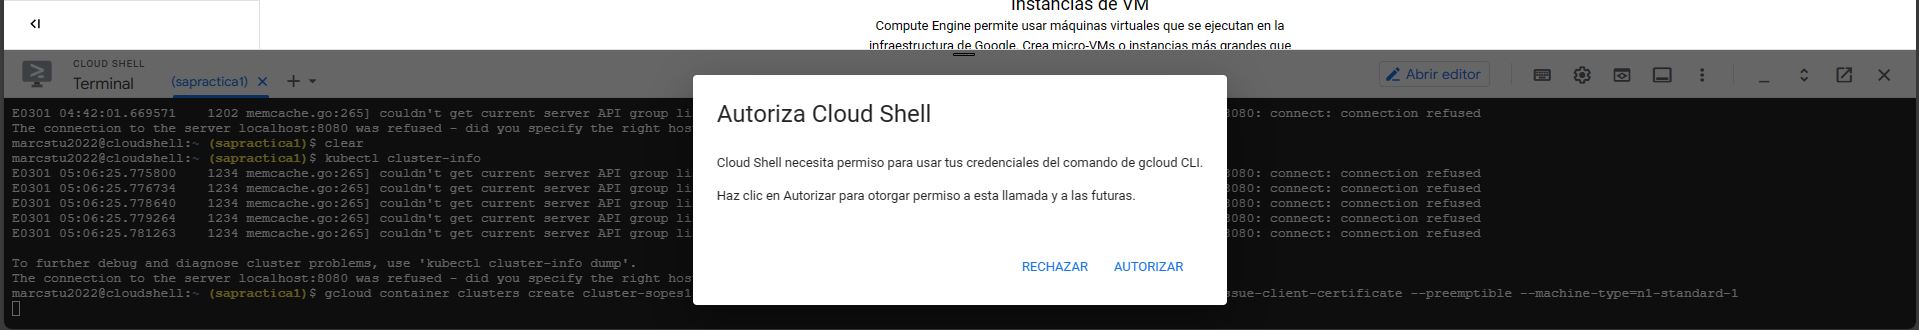 Instancias de VM
Compute Engine permite usar máquinas virtuales que se ejecutan en la
infraestructura de Google. Crea micro-VMs o instancias más grandes que
CLOUD SHELL
Terminal
(sapractica1)
Abrir editor
E0301 04:42:01.669571    1202 memcache.go:265] couldn't get current server API group li
8080: connect: connection refused
The connection to the server localhost:8080 was refused - did you specify the right hos
marcstu2022@cloudshell:~ (sapractica1)$ clear
marcstu2022@cloudshell:~ (sapractica1)$ kubectl cluster-info
E0301 05:06:25.775800    1234 memcache.go:265] couldn't get current server API group li
8080: connect: connection refused
E0301 05:06:25.776734    1234 memcache.go:265] couldn't get current server API group li
8080: connect: connection refused
E0301 05:06:25.778640    1234 memcache.go:265] couldn't get current server API group li
8080: connect: connection refused
E0301 05:06:25.779264    1234 memcache.go:265] couldn't get current server API group li
8080: connect: connection refused
E0301 05:06:25.781263    1234 memcache.go:265] couldn't get current server API group li
8080: connect: connection refused
To further debug and diagnose cluster problems, use 'kubectl cluster-info dump'.
The connection to the server localhost:8080 was refused - did you specify the right hos
marcstu2022@cloudshell:~ (sapractica1)$ gcloud container clusters create cluster-sopes1
sue-client-certificate --preemptible --machine-type=n1-standard-1
Autoriza Cloud Shell
Cloud Shell necesita permiso para usar tus credenciales del comando de gcloud CLI.
Haz clic en Autorizar para otorgar permiso a esta llamada y a las futuras.
RECHAZAR
AUTORIZAR